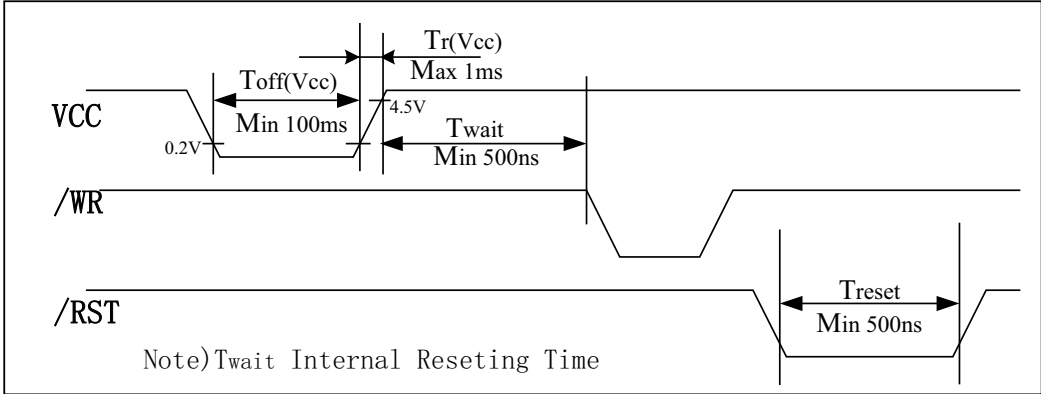 Tr(Vcc)
Max 1ms
Toff(Vcc)
Min 100ms
VCC
4.5V
0.2V
Twait
Min 500ns
/WR
Treset
Min 500ns
/RST
Note)Twait Internal Reseting Time